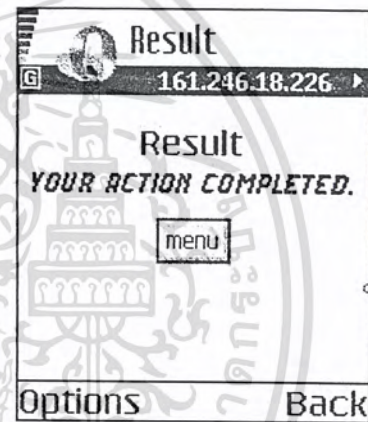 Result
G 161.246.18.226
Result
YOUR ACTION COMPLETED.
menu
Options Back